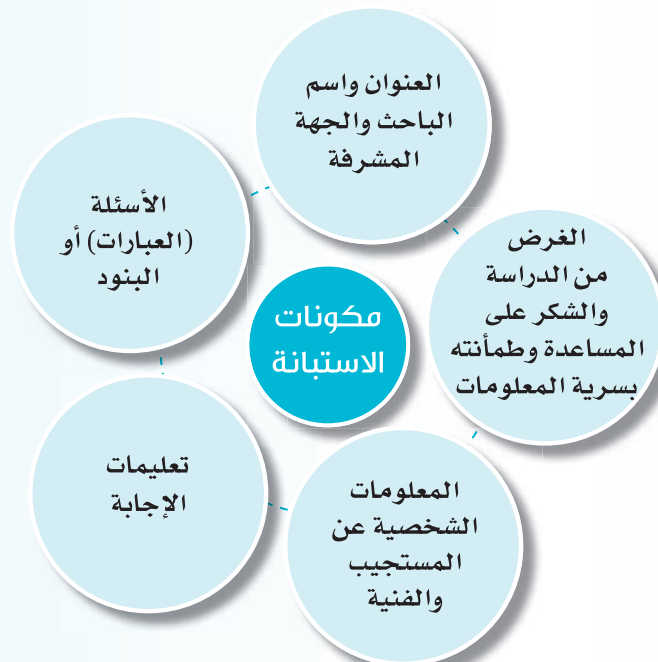 العنوان واسم
الباحث والجهة
المشرفة
الغرض
من الدراسة
والشكر على
المساعدة وطمأنته
بسرية المعلومات
المعلومات
الشخصية عن
المستجيب
والفنية
تعليمات
الإجابة
الأسئلة
(العبارات) أو
البنود
مكونات
الاستبانة